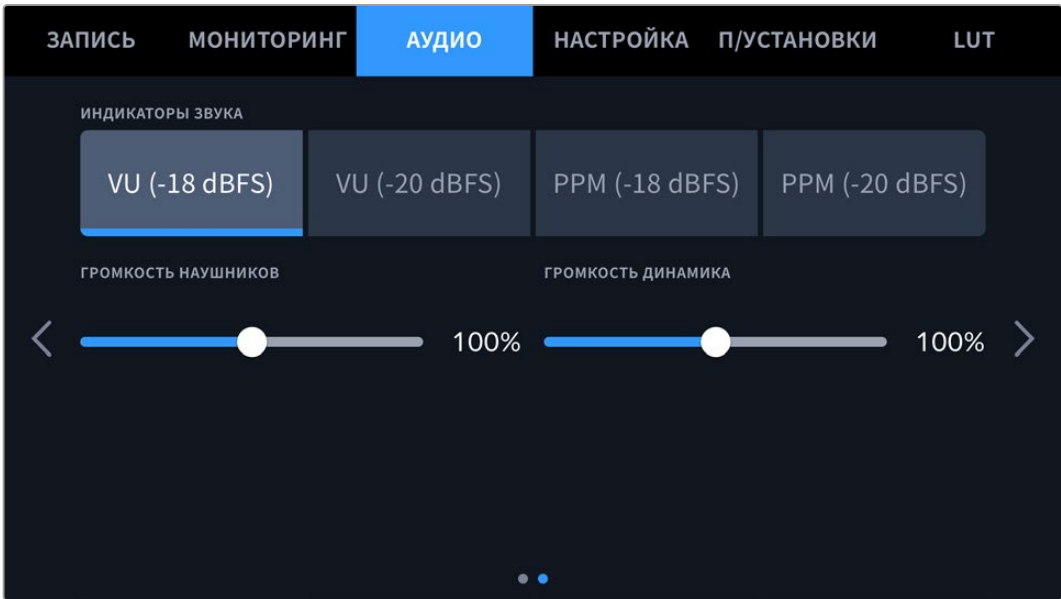 ЗАПИСЬ МОНИТОРИНГ АУДИО НАСТРОЙКА П/УСТАНОВКИ LUT
ИНДИКАТОРЫ ЗВУКА
VU (-18 dBFS) VU (-20 dBFS) PPM (-18 dBFS) PPM (-20 dBFS)
ГРОМКОСТЬ НАУШНИКОВ ГРОМКОСТЬ ДИНАМИКА
100% 100%